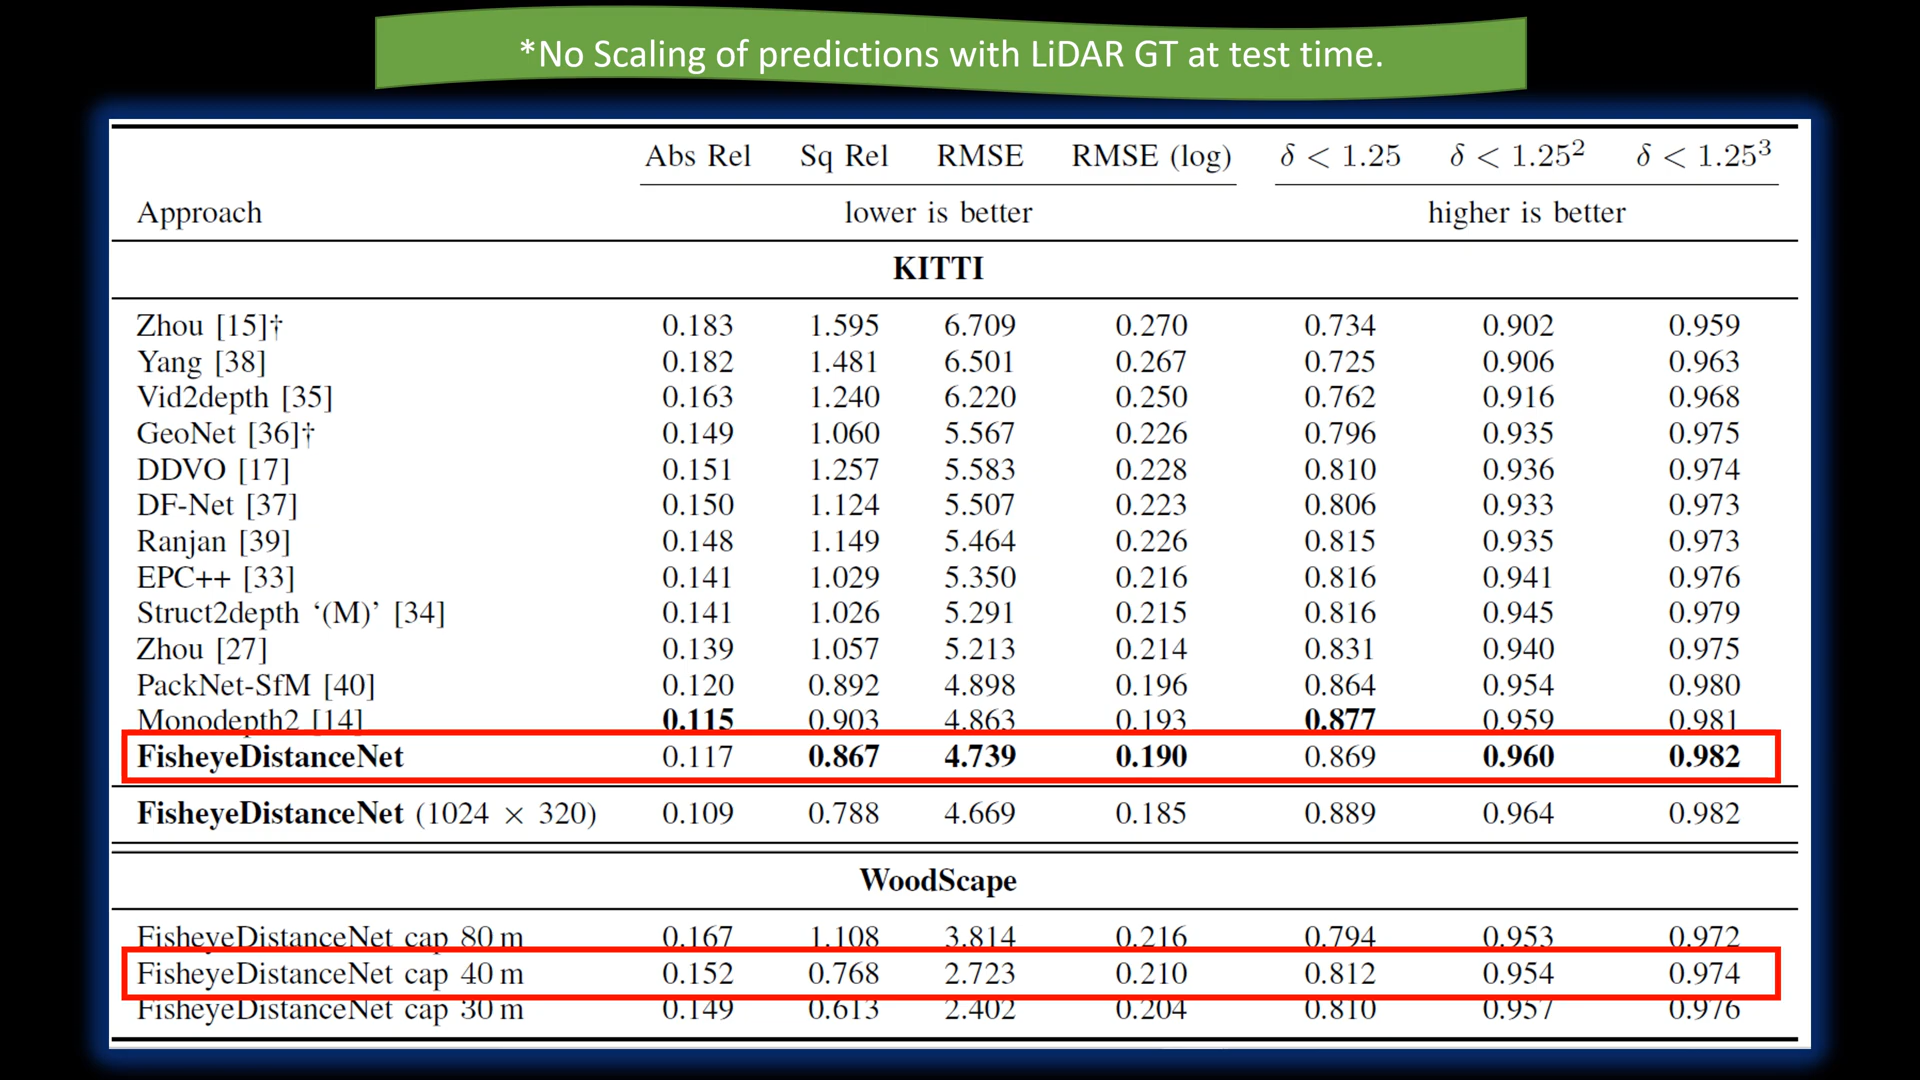 *No Scaling of predictions with LiDAR GT at test time.
Abs Rel Sq Rel RMSE RMSE (log) δ < 1.25 δ < 1.25² δ < 1.25³
Approach lower is better higher is better
KITTI
Zhou [15]† 0.183 1.595 6.709 0.270 0.734 0.902 0.959
Yang [38] 0.182 1.481 6.501 0.267 0.725 0.906 0.963
Vid2depth [35] 0.163 1.240 6.220 0.250 0.762 0.916 0.968
GeoNet [36]† 0.149 1.060 5.567 0.226 0.796 0.935 0.975
DDVO [17] 0.151 1.257 5.583 0.228 0.810 0.936 0.974
DF-Net [37] 0.150 1.124 5.507 0.223 0.806 0.933 0.973
Ranjan [39] 0.148 1.149 5.464 0.226 0.815 0.935 0.973
EPC++ [33] 0.141 1.029 5.350 0.216 0.816 0.941 0.976
Struct2depth ‘(M)’ [34] 0.141 1.026 5.291 0.215 0.816 0.945 0.979
Zhou [27] 0.139 1.057 5.213 0.214 0.831 0.940 0.975
PackNet-SfM [40] 0.120 0.892 4.898 0.196 0.864 0.954 0.980
Monodepth2 [14] 0.115 0.903 4.863 0.193 0.877 0.959 0.981
FisheyeDistanceNet 0.117 0.867 4.739 0.190 0.869 0.960 0.982
FisheyeDistanceNet (1024 × 320) 0.109 0.788 4.669 0.185 0.889 0.964 0.982
WoodScape
FisheyeDistanceNet cap 80 m 0.167 1.108 3.814 0.216 0.794 0.953 0.972
FisheyeDistanceNet cap 40 m 0.152 0.768 2.723 0.210 0.812 0.954 0.974
FisheyeDistanceNet cap 30 m 0.149 0.613 2.402 0.204 0.810 0.957 0.976